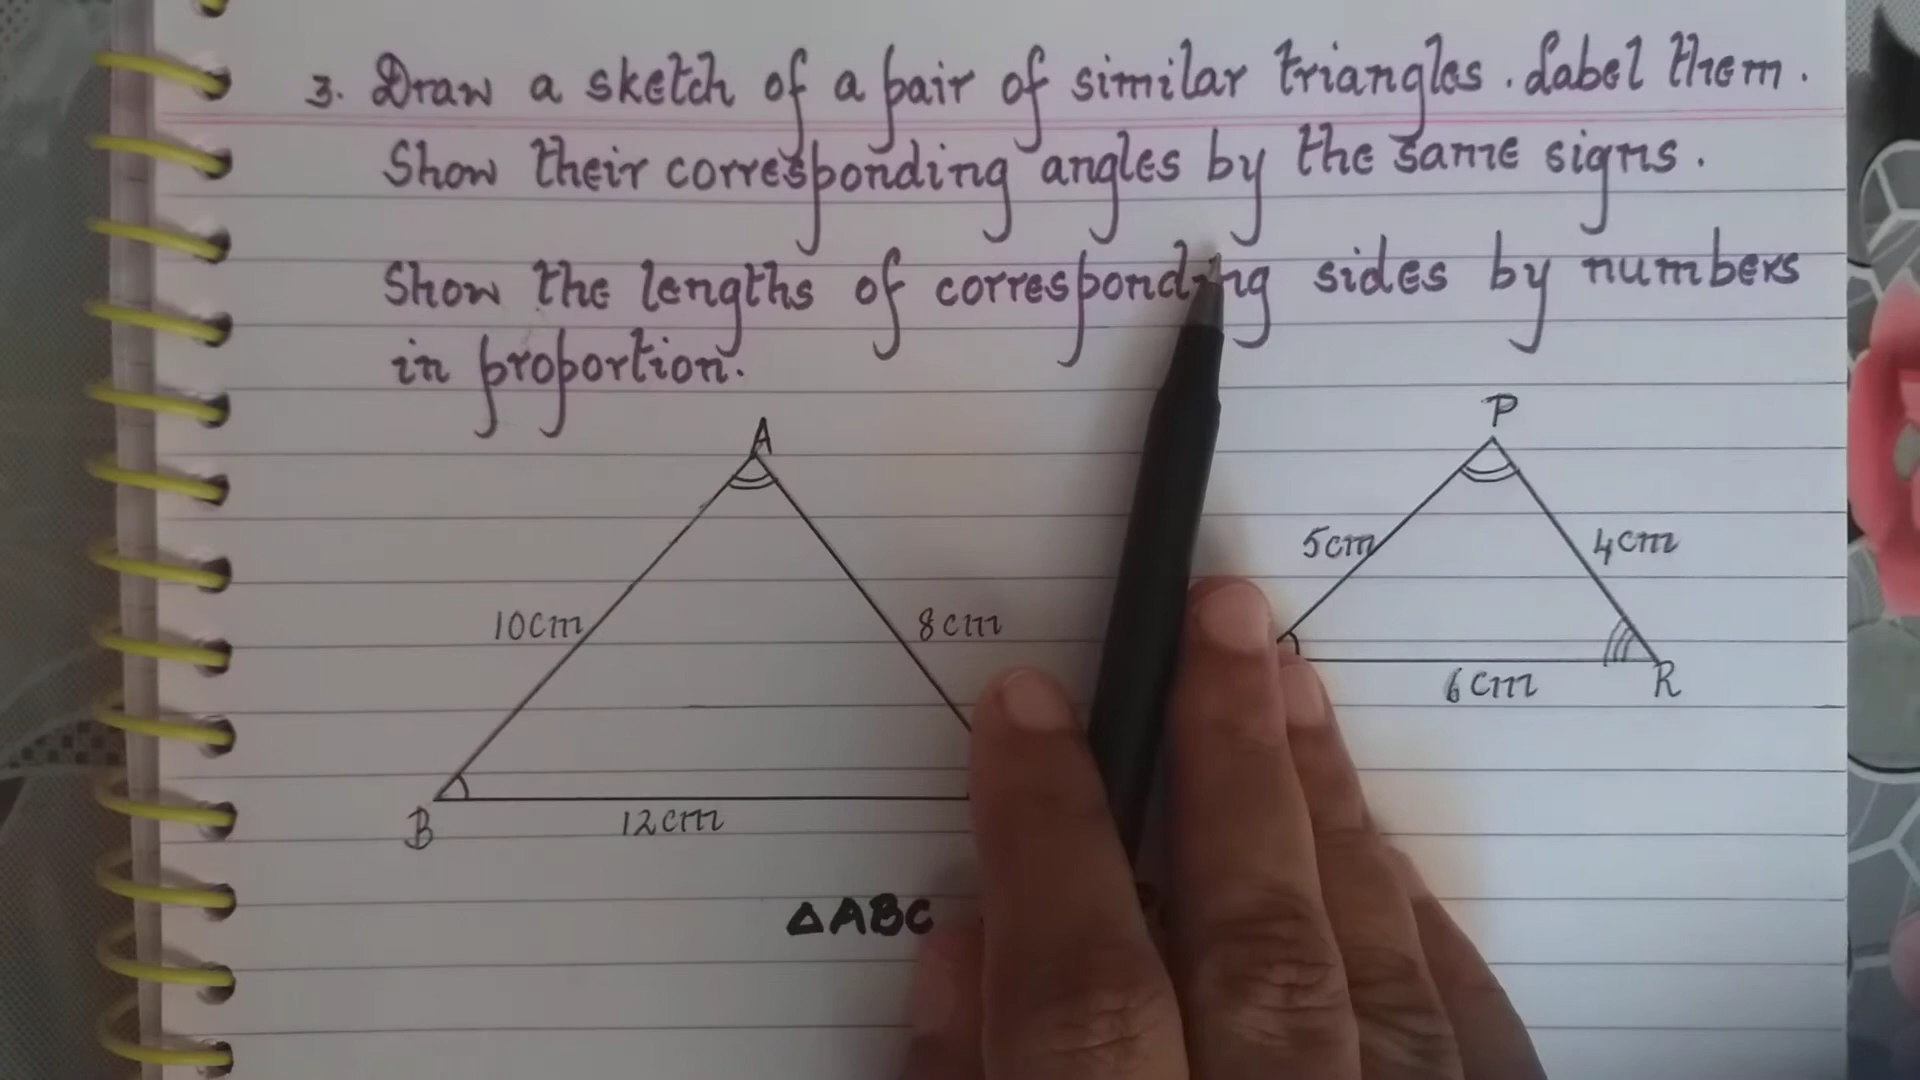 3. Draw a sketch of a pair of similar triangles. Label them.
Show their corresponding angles by the same signs.
Show the lengths of corresponding sides by numbers
in proportion.
A
P
5cm
4cm
10cm
8cm
6cm
R
B
12cm
△ABC